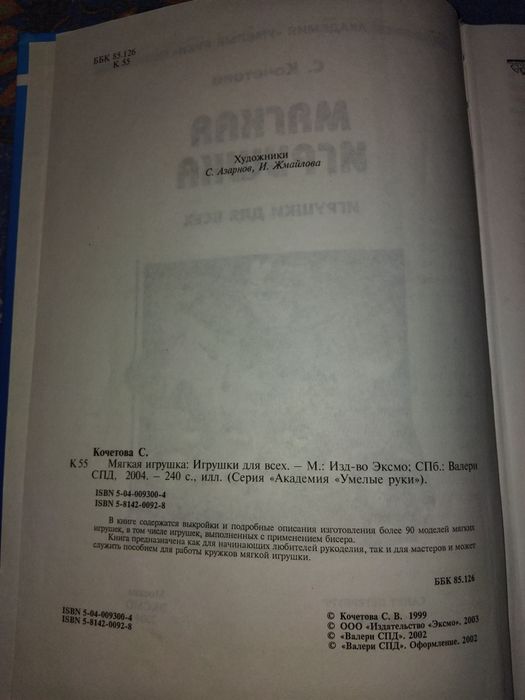 ББК 85.126
К 55
Художники
С. Азарнов, И. Жмайлова
Кочетова С.
К 55 Мягкая игрушка: Игрушки для всех. – М.: Изд-во Эксмо; СПб.: Валери
СПД, 2004. – 240 с., илл. (Серия «Академия «Умелые руки»).
ISBN 5-04-009300-4
ISBN 5-8142-0092-8
В книге содержатся выкройки и подробные описания изготовления более 90 моделей мягких
игрушек, в том числе игрушек, выполненных с применением бисера.
Книга предназначена как для начинающих любителей рукоделия, так и для мастеров и может
служить пособием для работы кружков мягкой игрушки.
ББК 85.126
ISBN 5-04-009300-4
ISBN 5-8142-0092-8
© Кочетова С. В. 1999
© ООО «Издательство «Эксмо». 2003
© «Валери СПД». 2002
© «Валери СПД». Оформление. 2002